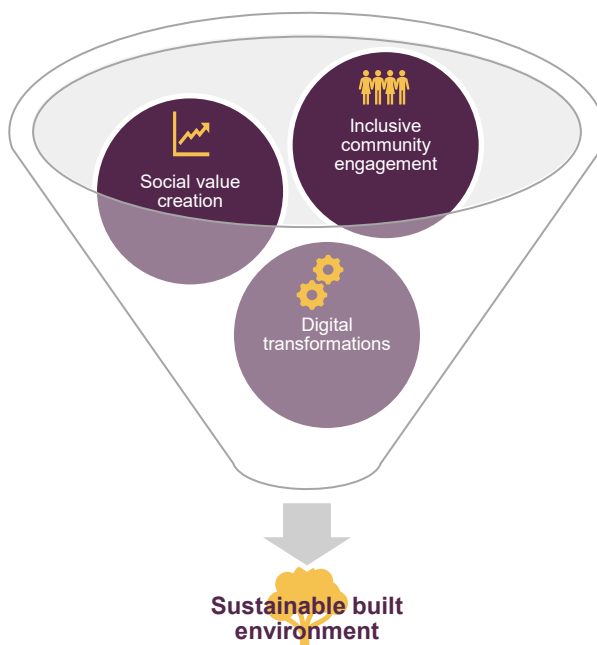 Inclusive
community
engagement
Social value
creation
Digital
transformations
Sustainable built
environment